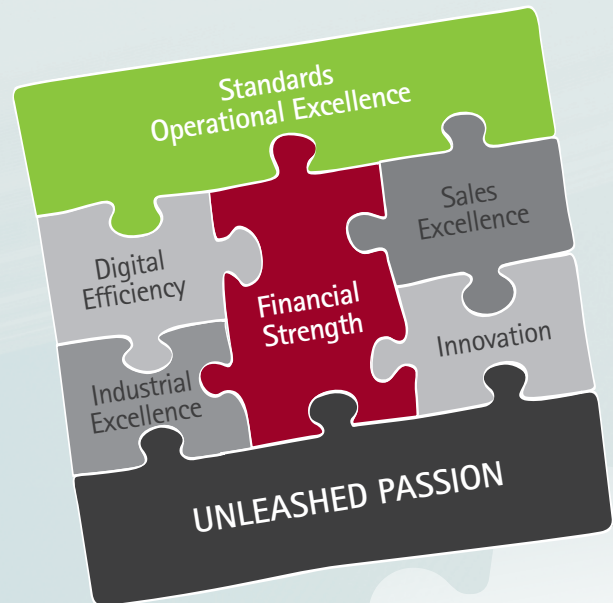 Standards
Operational Excellence
Sales
Excellence
Digital
Efficiency
Financial
Strength
Innovation
Industrial
Excellence
UNLEASHED PASSION